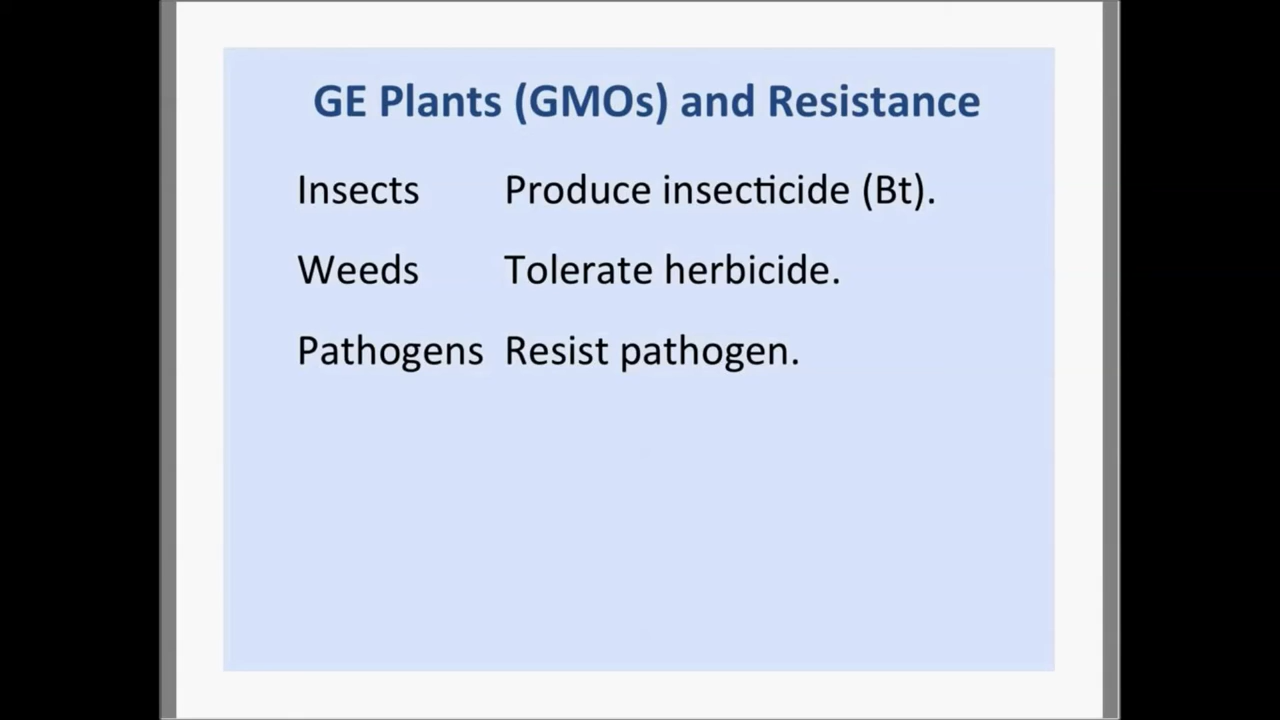 GE Plants (GMOs) and Resistance
Insects Produce insecticide (Bt).
Weeds Tolerate herbicide.
Pathogens Resist pathogen.